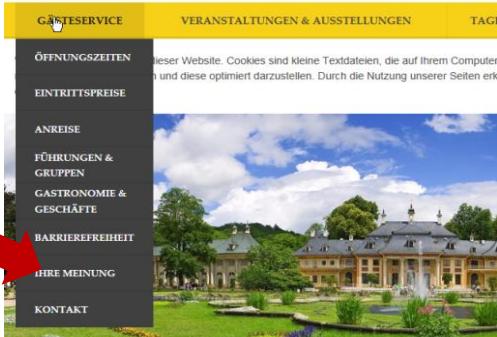 GÄSTESERVICE VERANSTALTUNGEN & AUSSTELLUNGEN
ÖFFNUNGSZEITEN
dieser Website. Cookies sind kleine Textdateien, die auf Ihrem Computer
EINTRITTSPREISE
und diese optimiert darzustellen. Durch die Nutzung unserer Seiten
ANREISE
FÜHRUNGEN &
GRUPPEN
GASTRONOMIE &
GESCHÄFTE
BARRIEREFREIHEIT
IHRE MEINUNG
KONTAKT